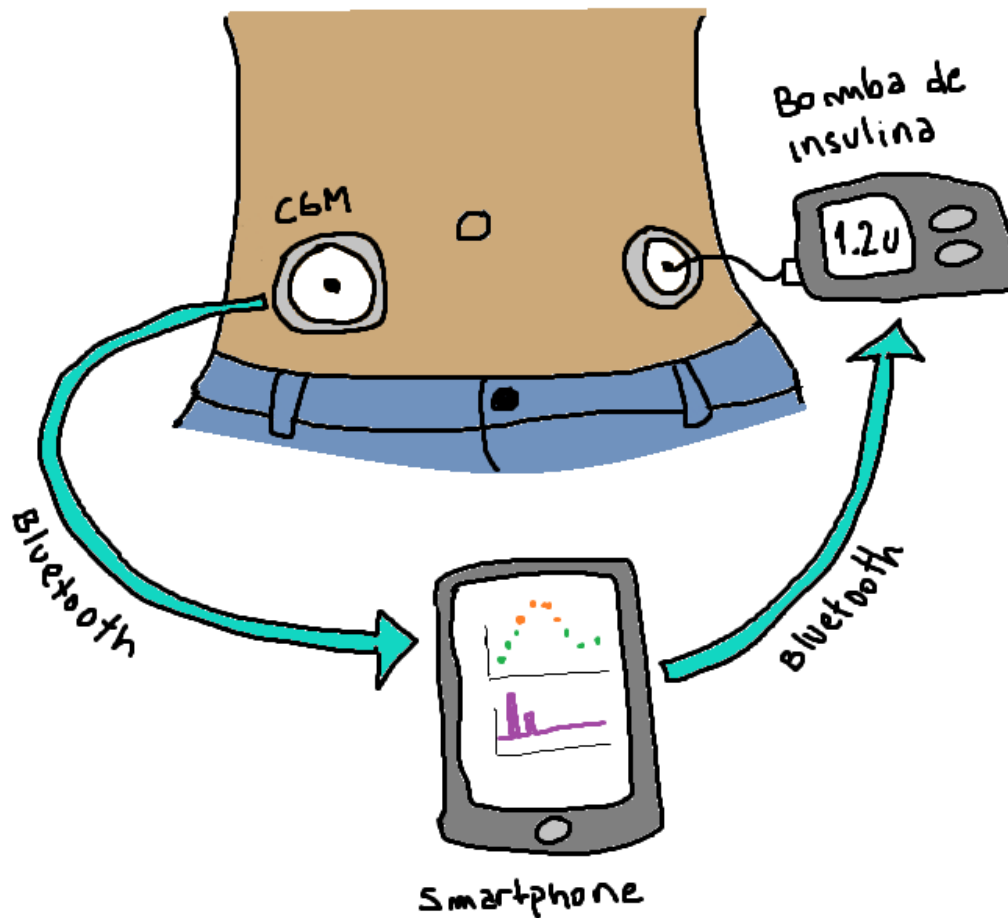 Bomba de
insulina
CGM
1.2u
Bluetooth
Bluetooth
Smartphone